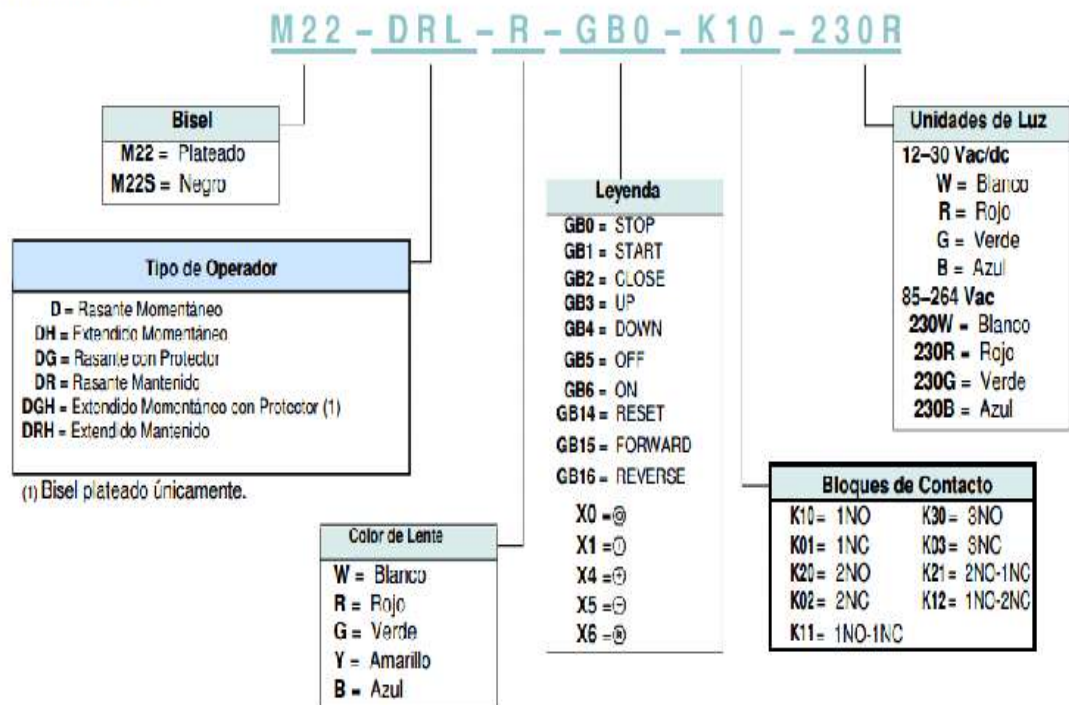 M22-DRL-R-GB0-K10-230R
Bisel
M22 = Plateado
M22S = Negro
Tipo de Operador
D = Rasante Momentáneo
DH = Extendido Momentáneo
DG = Rasante con Protector
DR = Rasante Mantenido
DGH = Extendido Momentáneo con Protector (1)
DRH = Extendido Mantenido
(1) Bisel plateado únicamente.
Color de Lente
W = Blanco
R = Rojo
G = Verde
Y = Amarillo
B = Azul
Leyenda
GB0 = STOP
GB1 = START
GB2 = CLOSE
GB3 = UP
GB4 = DOWN
GB5 = OFF
GB6 = ON
GB14 = RESET
GB15 = FORWARD
GB16 = REVERSE
X0 =
X1 =
X4 =
X5 =
X6 =
Unidades de Luz
12–30 Vac/dc
W = Blanco
R = Rojo
G = Verde
B = Azul
85–264 Vac
230W = Blanco
230R = Rojo
230G = Verde
230B = Azul
Bloques de Contacto
K10 = 1NO K30 = 3NO
K01 = 1NC K03 = 3NC
K20 = 2NO K21 = 2NO-1NC
K02 = 2NC K12 = 1NO-2NC
K11 = 1NO-1NC